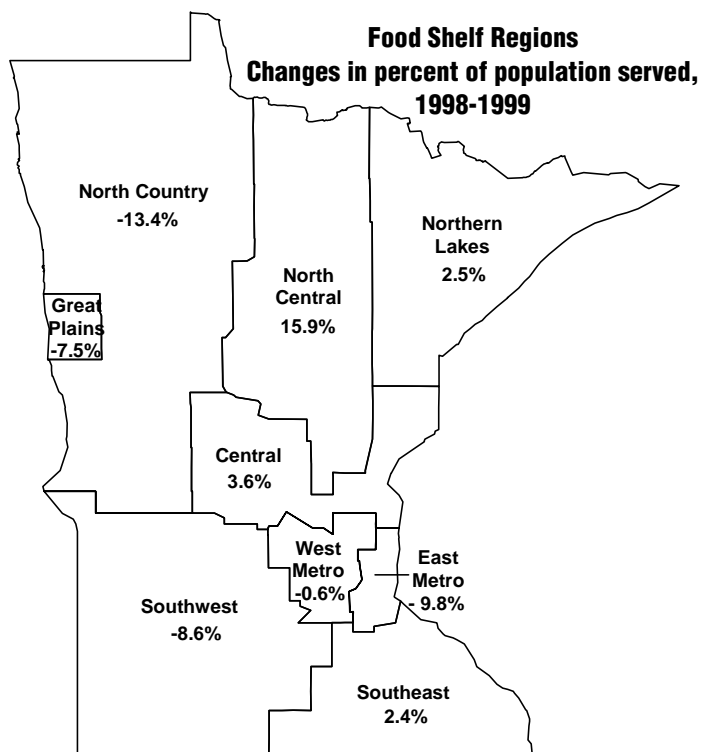 Food Shelf Regions
Changes in percent of population served,
1998-1999
North Country
-13.4%
Northern
Lakes
2.5%
North
Central
15.9%
Great
Plains
-7.5%
Central
3.6%
West
Metro
-0.6%
East
Metro
- 9.8%
Southwest
-8.6%
Southeast
2.4%